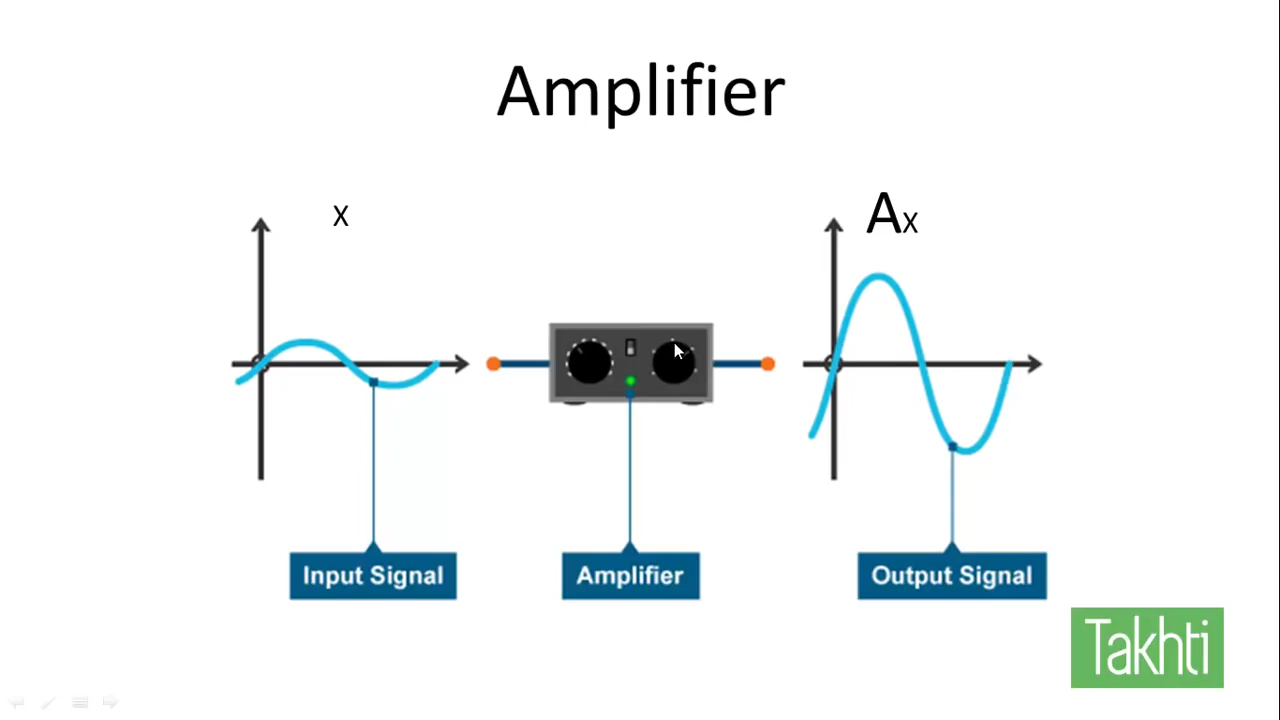 Amplifier
x
Ax
Input Signal
Amplifier
Output Signal
Takhti